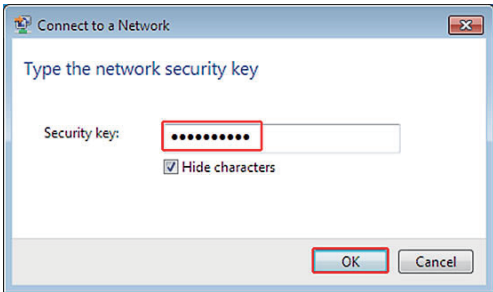 Connect to a Network
Type the network security key
Security key: ●●●●●●●●●●
Hide characters
OK Cancel